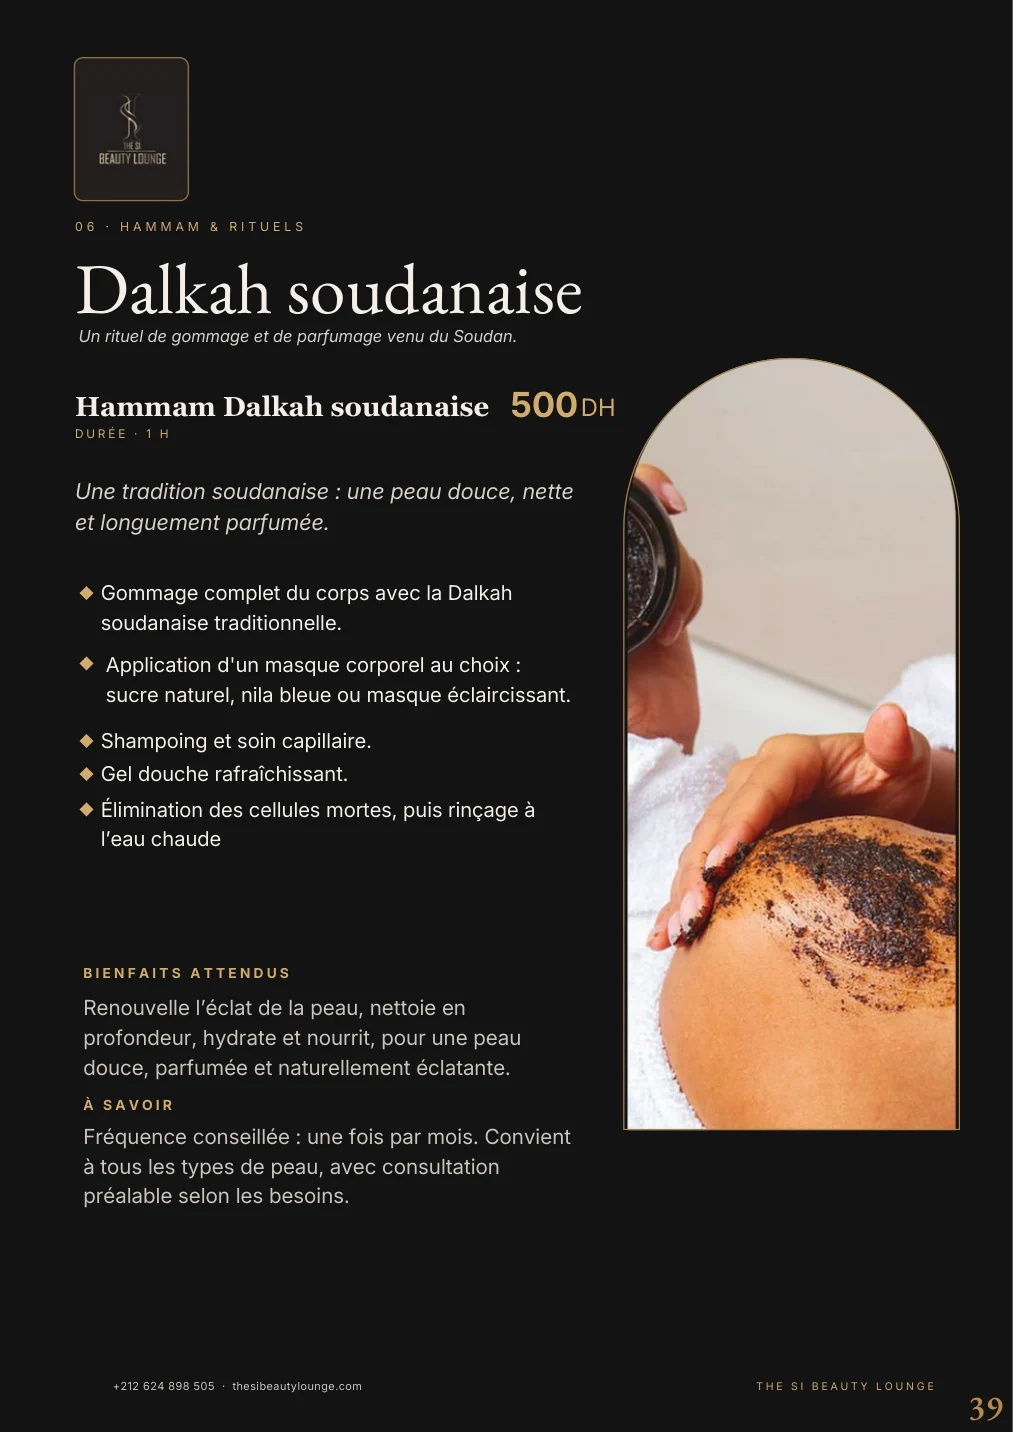 THE SI
BEAUTY LOUNGE
06 · HAMMAM & RITUELS
Dalkah soudanaise
Un rituel de gommage et de parfumage venu du Soudan.
Hammam Dalkah soudanaise 500 DH
DURÉE · 1 H
Une tradition soudanaise : une peau douce, nette
et longuement parfumée.
◆ Gommage complet du corps avec la Dalkah
soudanaise traditionnelle.
◆ Application d'un masque corporel au choix :
sucre naturel, nila bleue ou masque éclaircissant.
◆ Shampoing et soin capillaire.
◆ Gel douche rafraîchissant.
◆ Élimination des cellules mortes, puis rinçage à
l’eau chaude
BIENFAITS ATTENDUS
Renouvelle l’éclat de la peau, nettoie en
profondeur, hydrate et nourrit, pour une peau
douce, parfumée et naturellement éclatante.
À SAVOIR
Fréquence conseillée : une fois par mois. Convient
à tous les types de peau, avec consultation
préalable selon les besoins.
+212 624 898 505 · thesibeautylounge.com
THE SI BEAUTY LOUNGE
39